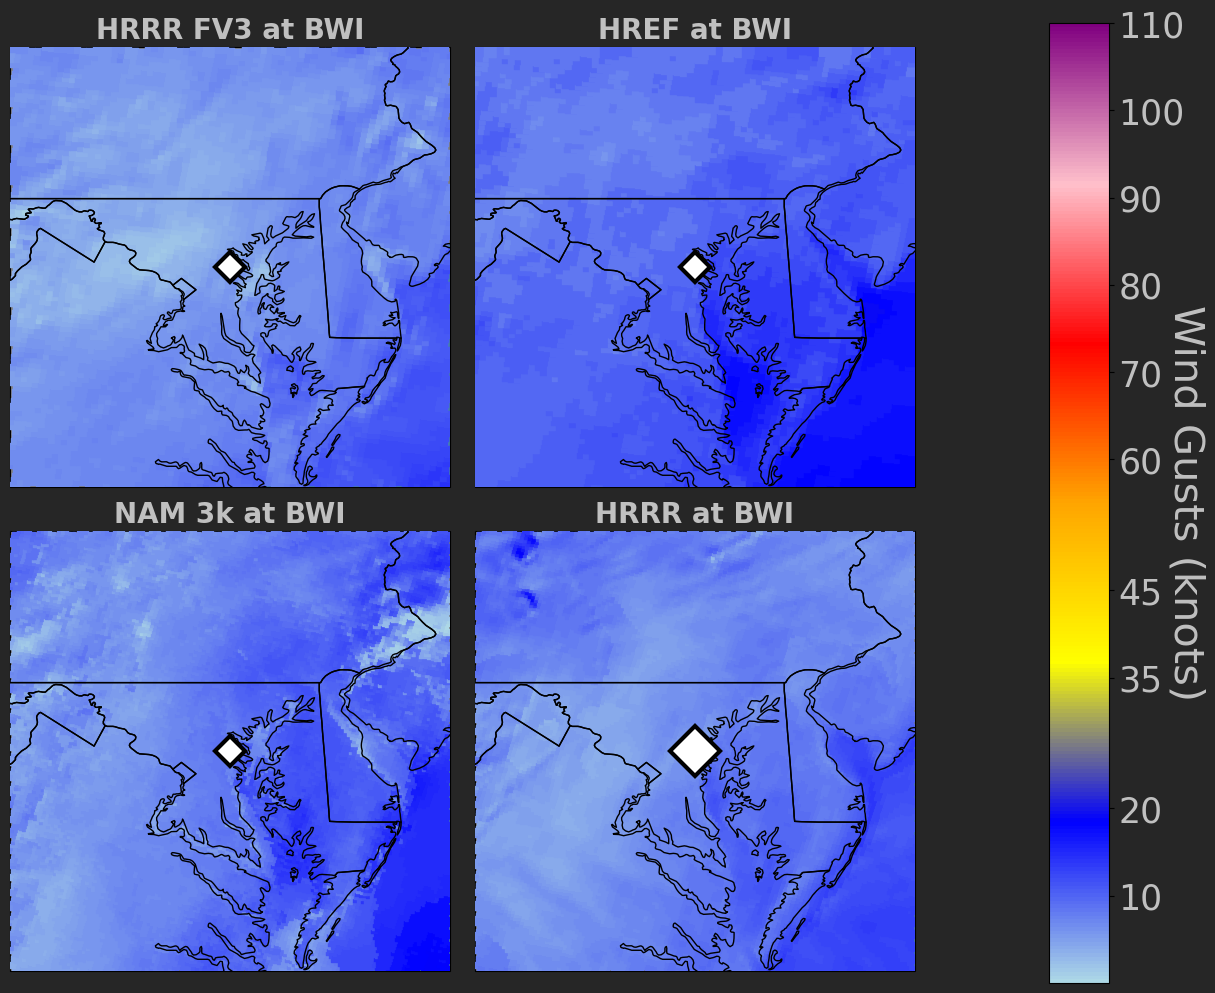 HRRR FV3 at BWI
HREF at BWI
NAM 3k at BWI
HRRR at BWI
110
100
90
80
70
60
45
35
20
10
Wind Gusts (knots)